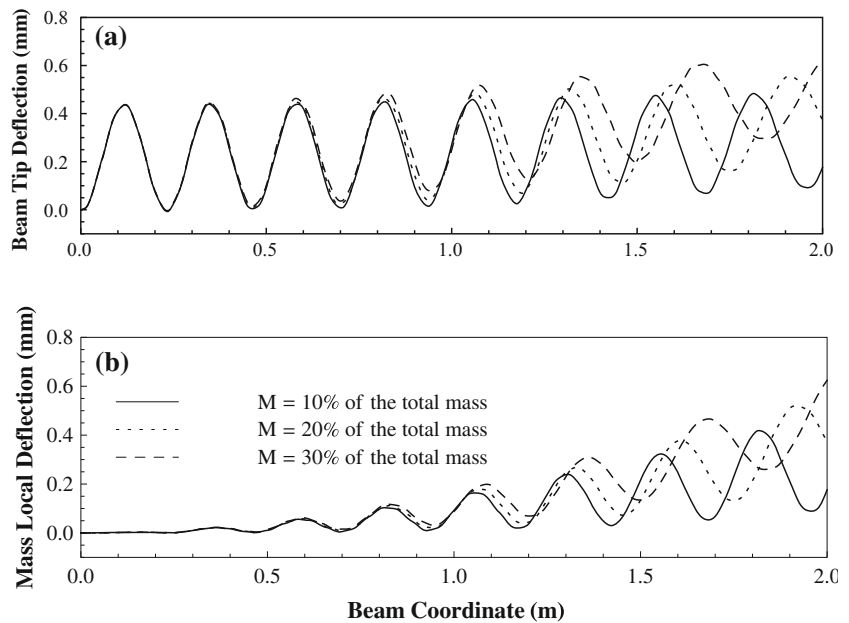 (a)
Beam Tip Deflection (mm)
0.8
0.6
0.4
0.2
0.0
0.0 0.5 1.0 1.5 2.0
(b)
Mass Local Deflection (mm)
0.8
0.6
0.4
0.2
0.0
M = 10% of the total mass
M = 20% of the total mass
M = 30% of the total mass
0.0 0.5 1.0 1.5 2.0
Beam Coordinate (m)